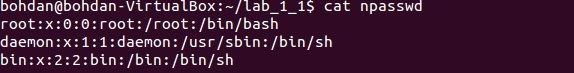 bohdan@bohdan-VirtualBox:~/lab_1_1$ cat npasswd
root:x:0:0:root:/root:/bin/bash
daemon:x:1:1:daemon:/usr/sbin:/bin/sh
bin:x:2:2:bin:/bin:/bin/sh